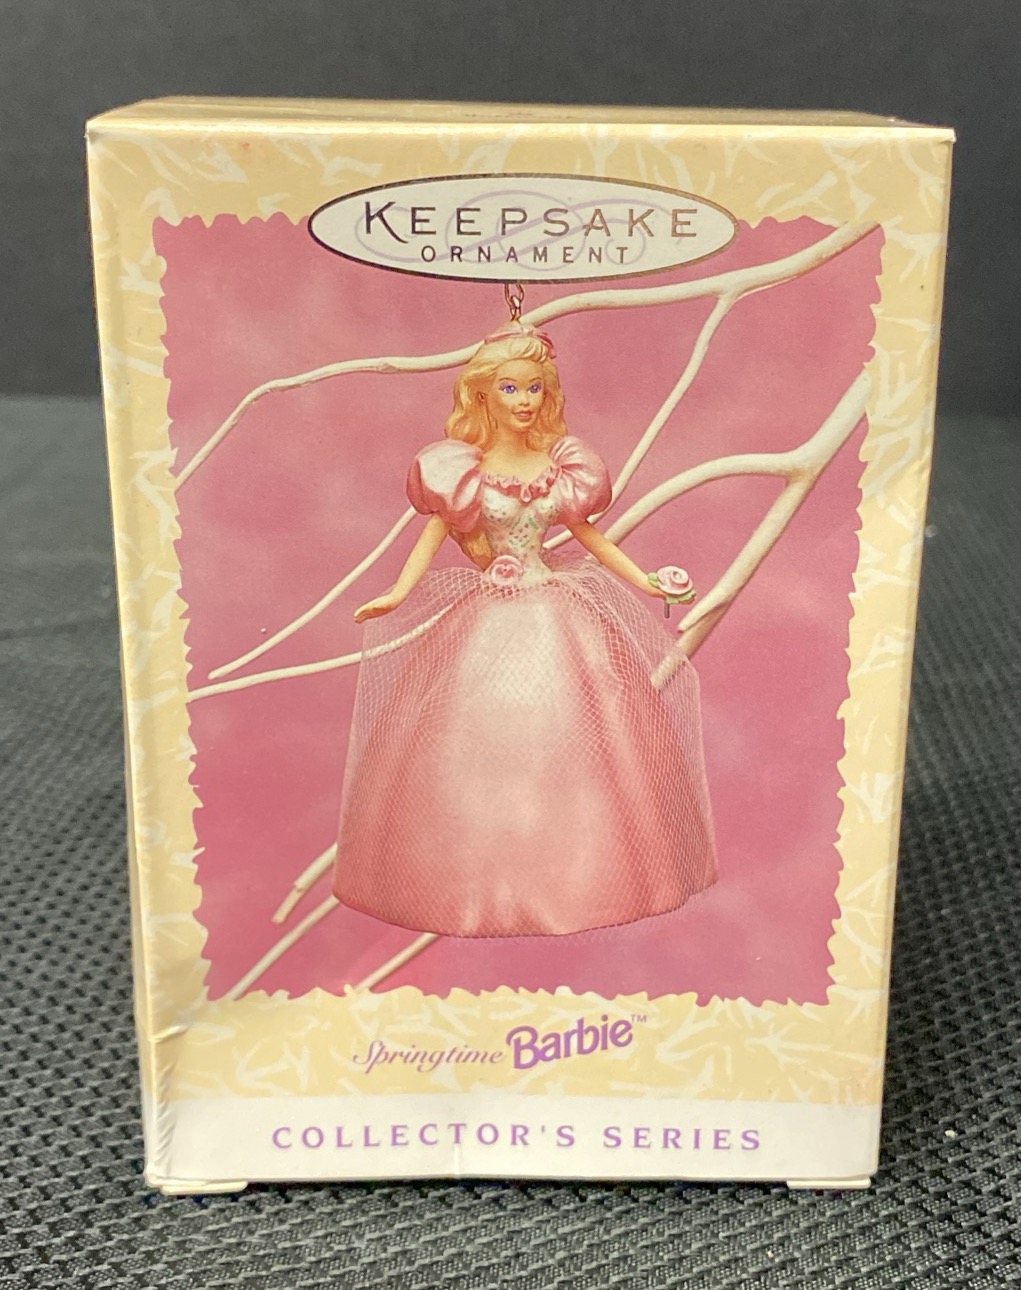 KEEPSAKE
ORNAMENT
Springtime Barbie™
COLLECTOR'S SERIES